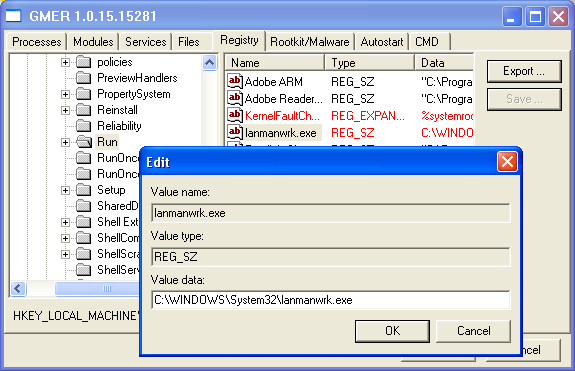 GMER 1.0.15.15281
Processes Modules Services Files Registry Rootkit/Malware Autostart CMD
policies
PreviewHandlers
PropertySystem
Reinstall
Reliability
Run
RunOnce
RunOnce
Setup
SharedD
Shell Ext
ShellCom
ShellScra
ShellServ
Name Type Data
Adobe ARM REG_SZ "C:\Progra
Adobe Reader... REG_SZ "C:\Progra
KernelFaultCh... REG_EXPAN... %systemroo
lanmanwrk.exe REG_SZ C:\WINDO
Export ...
Save ...
Edit
Value name:
lanmanwrk.exe
Value type:
REG_SZ
Value data:
C:\WINDOWS\System32\lanmanwrk.exe
OK Cancel
HKEY_LOCAL_MACHINE\